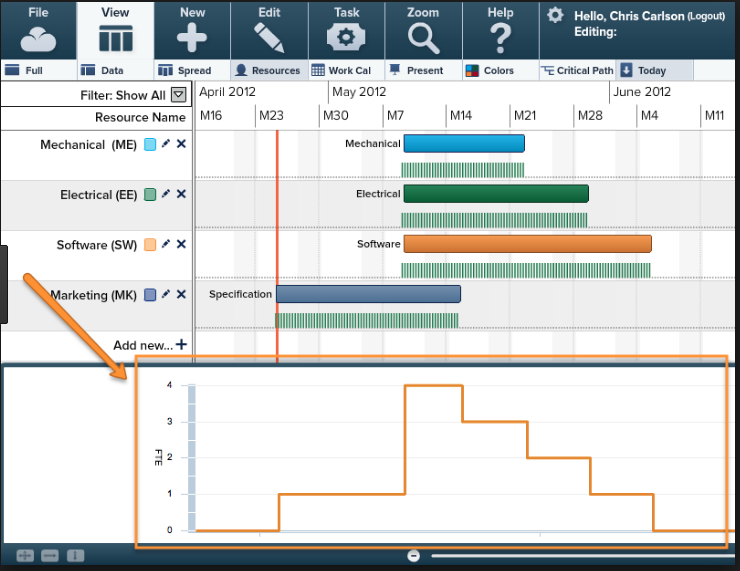 File View New Edit Task Zoom Help Hello, Chris Carlson (Logout)
Editing:
Full Data Spread Resources Work Cal Present Colors Critical Path Today
Filter: Show All April 2012 May 2012 June 2012
Resource Name M16 M23 M30 M7 M14 M21 M28 M4 M11
Mechanical (ME) Mechanical
Electrical (EE) Electrical
Software (SW) Software
Marketing (MK) Specification
Add new...
4
3
FTE
2
1
0